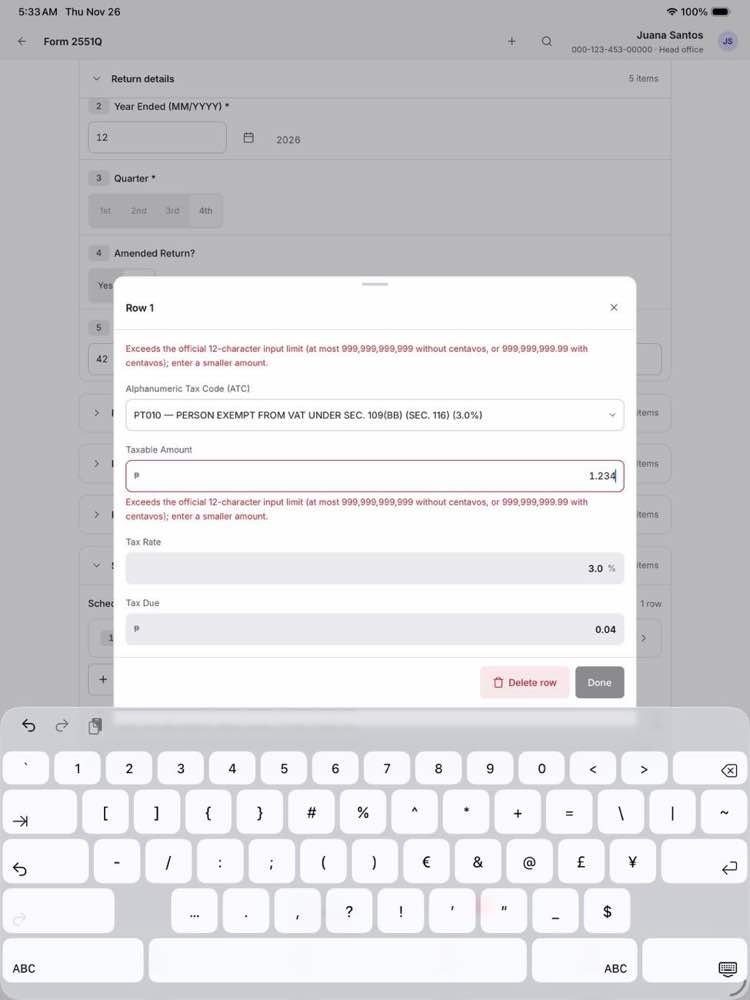 5:33 AM Thu Nov 26
100%
Form 2551Q
Juana Santos
000-123-453-00000 · Head office
JS
Return details
5 items
2 Year Ended (MM/YYYY) *
12
2026
3 Quarter *
1st 2nd 3rd 4th
4 Amended Return?
Yes
Row 1
5
Exceeds the official 12-character input limit (at most 999,999,999,999 without centavos, or 999,999,999.99 with
centavos); enter a smaller amount.
42
Alphanumeric Tax Code (ATC)
PT010 — PERSON EXEMPT FROM VAT UNDER SEC. 109(BB) (SEC. 116) (3.0%)
items
Taxable Amount
items
₱ 1.234
Exceeds the official 12-character input limit (at most 999,999,999,999 without centavos, or 999,999,999.99 with
centavos); enter a smaller amount.
items
Tax Rate
3.0 %
items
Tax Due
Sched
1 row
₱ 0.04
1
Delete row
Done
+
` 1 2 3 4 5 6 7 8 9 0 < >
[ ] { } # % ^ * + = \ | ~
- / : ; ( ) € & @ £ ¥
… . , ? ! ' " _ $
ABC ABC